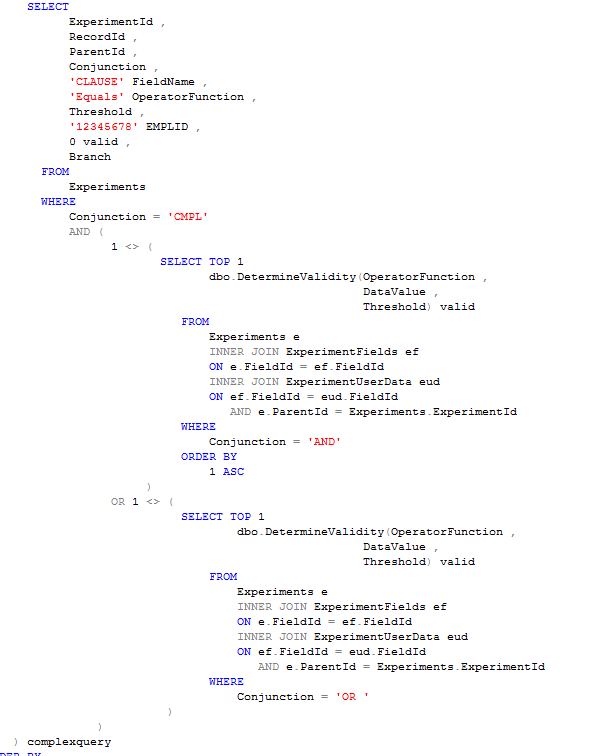 SELECT
ExperimentId ,
RecordId ,
ParentId ,
Conjunction ,
'CLAUSE' FieldName ,
'Equals' OperatorFunction ,
Threshold ,
'12345678' EMPLID ,
0 valid ,
Branch
FROM
Experiments
WHERE
Conjunction = 'CMPL'
AND (
1 <> (
SELECT TOP 1
dbo.DetermineValidity(OperatorFunction ,
DataValue ,
Threshold) valid
FROM
Experiments e
INNER JOIN ExperimentFields ef
ON e.FieldId = ef.FieldId
INNER JOIN ExperimentUserData eud
ON ef.FieldId = eud.FieldId
AND e.ParentId = Experiments.ExperimentId
WHERE
Conjunction = 'AND'
ORDER BY
1 ASC
)
OR 1 <> (
SELECT TOP 1
dbo.DetermineValidity(OperatorFunction ,
DataValue ,
Threshold) valid
FROM
Experiments e
INNER JOIN ExperimentFields ef
ON e.FieldId = ef.FieldId
INNER JOIN ExperimentUserData eud
ON ef.FieldId = eud.FieldId
AND e.ParentId = Experiments.ExperimentId
WHERE
Conjunction = 'OR '
)
)
) complexquery